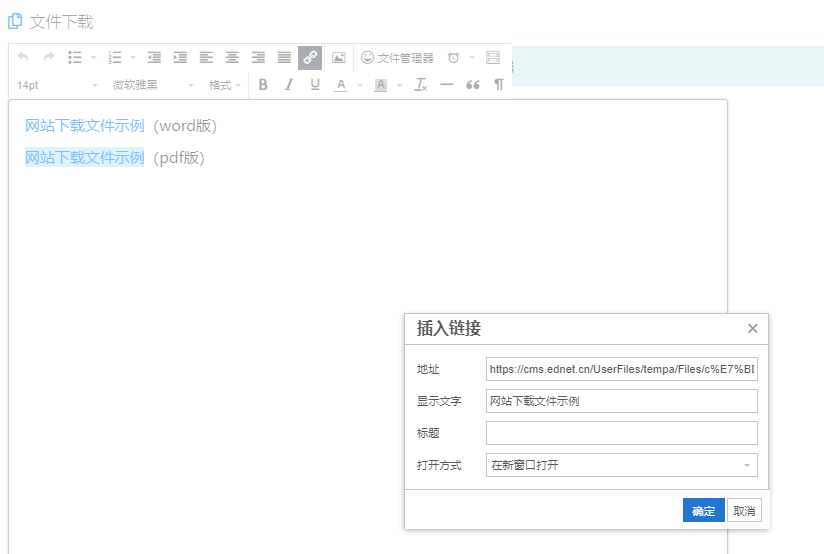 文件下载
文件管理器
14pt 微软雅黑 格式 B I U A A
网站下载文件示例 (word版)
网站下载文件示例 (pdf版)
插入链接
地址 https://cms.ednet.cn/UserFiles/tempa/Files/c%E7%B
显示文字 网站下载文件示例
标题
打开方式 在新窗口打开
确定 取消